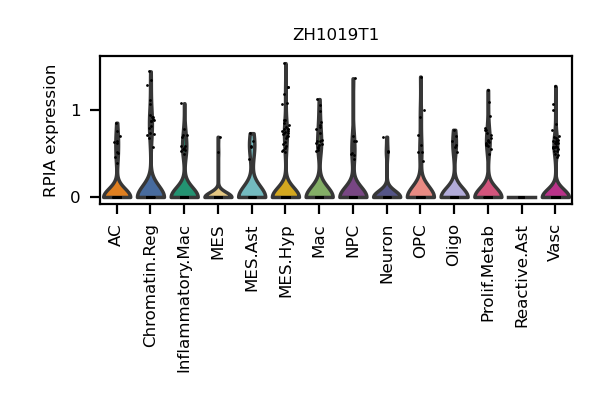 ZH1019T1
RPIA expression
1
0
AC
Chromatin.Reg
Inflammatory.Mac
MES
MES.Ast
MES.Hyp
Mac
NPC
Neuron
OPC
Oligo
Prolif.Metab
Reactive.Ast
Vasc